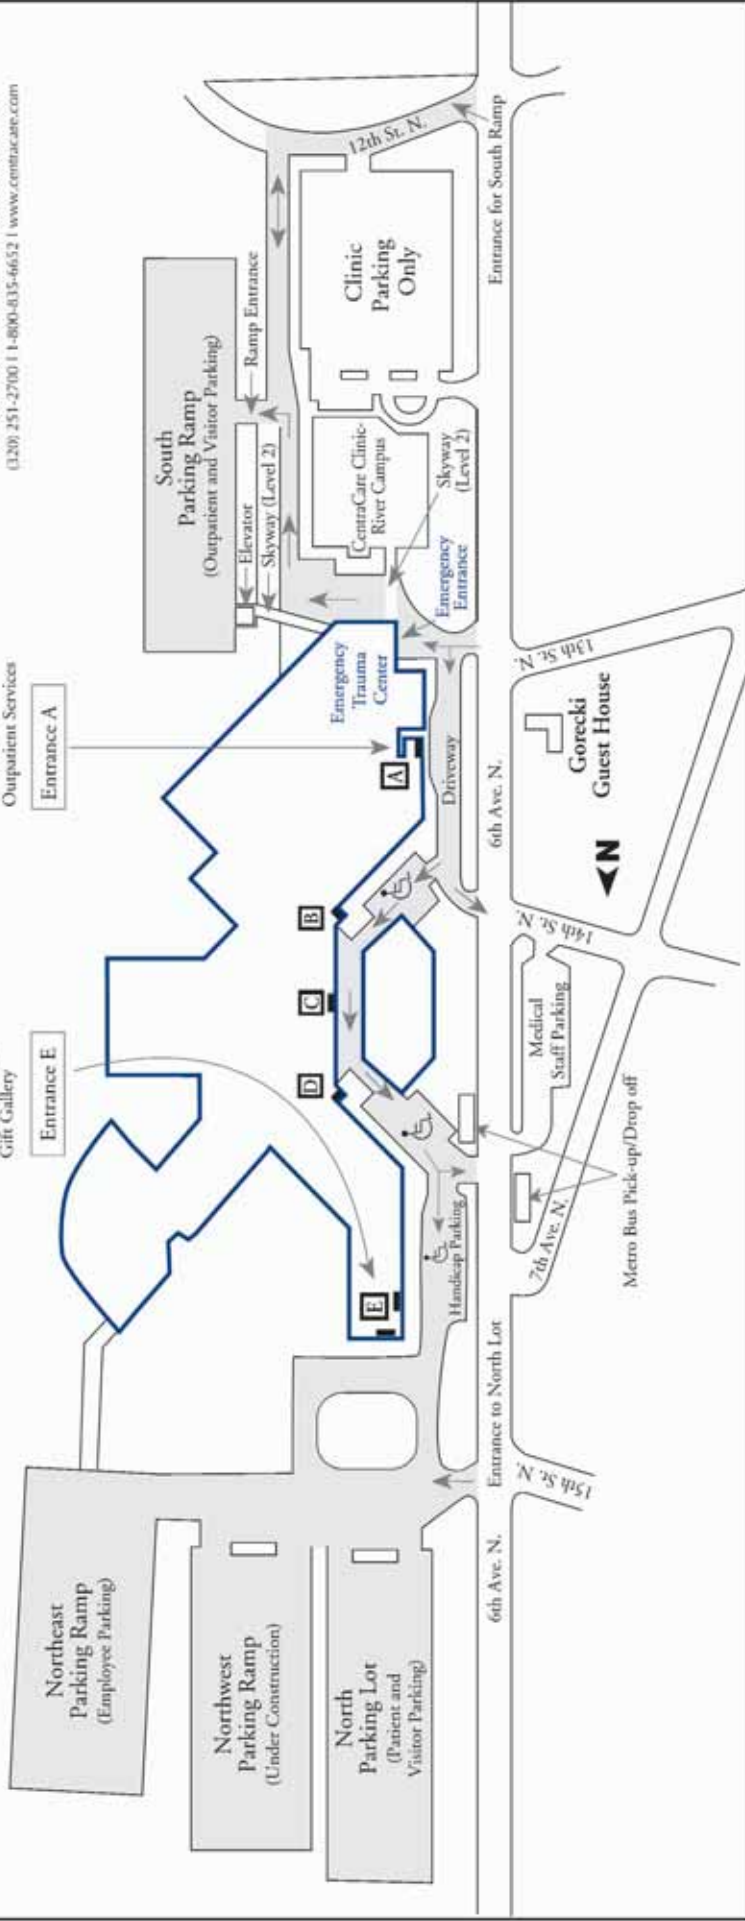 (320) 251-2700 | 1-800-835-6652 | www.centracare.com
Outpatient Services
Entrance A
Gift Gallery
Entrance E
Northeast
Parking Ramp
(Employee Parking)
Northwest
Parking Ramp
(Under Construction)
North
Parking Lot
(Patient and
Visitor Parking)
South
Parking Ramp
(Outpatient and Visitor Parking)
Elevator
Skyway (Level 2)
Ramp Entrance
12th St. N.
Clinic
Parking
Only
CentraCare Clinic-
River Campus
Skyway
(Level 2)
Emergency
Trauma
Center
Emergency
Entrance
A
B
C
D
E
Driveway
Handicap Parking
6th Ave. N.
Entrance to North Lot
6th Ave. N.
Entrance for South Ramp
15th St. N.
7th Ave. N.
Metro Bus Pick-up/Drop off
Medical
Staff Parking
14th St. N.
N
Gorecki
Guest House
13th St. N.